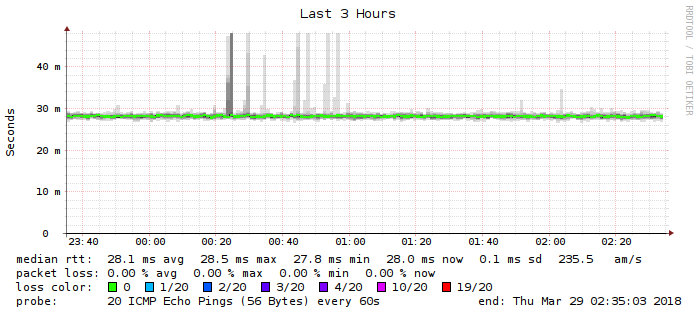 Last 3 Hours
RRDTOOL / TOBI OETIKER
Seconds
40 m
30 m
20 m
10 m
0
23:40 00:00 00:20 00:40 01:00 01:20 01:40 02:00 02:20
median rtt: 28.1 ms avg 28.5 ms max 27.8 ms min 28.0 ms now 0.1 ms sd 235.5 am/s
packet loss: 0.00 % avg 0.00 % max 0.00 % min 0.00 % now
loss color: 0 1/20 2/20 3/20 4/20 10/20 19/20
probe: 20 ICMP Echo Pings (56 Bytes) every 60s end: Thu Mar 29 02:35:03 2018